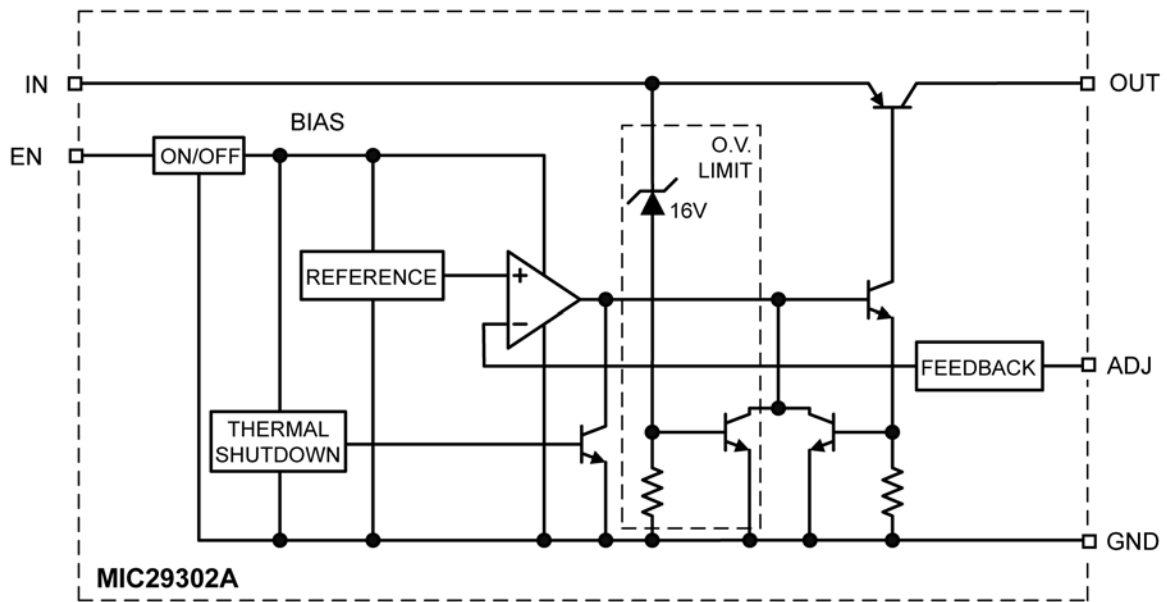 IN
OUT
BIAS
O.V.
LIMIT
EN
ON/OFF
16V
REFERENCE
+
−
FEEDBACK
ADJ
THERMAL
SHUTDOWN
GND
MIC29302A